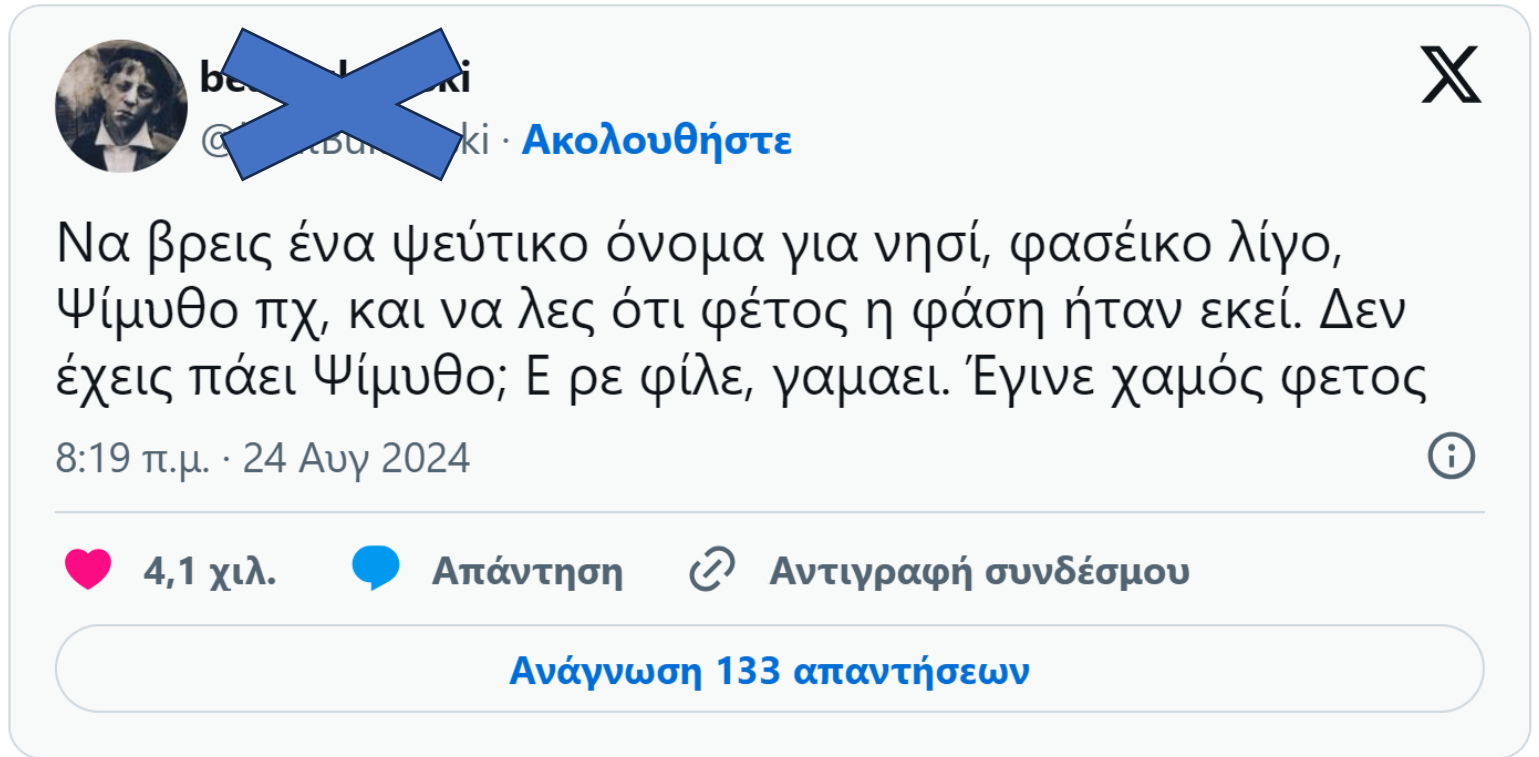 Ακολουθήστε
Να βρεις ένα ψεύτικο όνομα για νησί, φασέικο λίγο,
Ψίμυθο πχ, και να λες ότι φέτος η φάση ήταν εκεί. Δεν
έχεις πάει Ψίμυθο; Ε ρε φίλε, γαμαει. Έγινε χαμός φετος
8:19 π.μ. · 24 Αυγ 2024
4,1 χιλ. Απάντηση Αντιγραφή συνδέσμου
Ανάγνωση 133 απαντήσεων